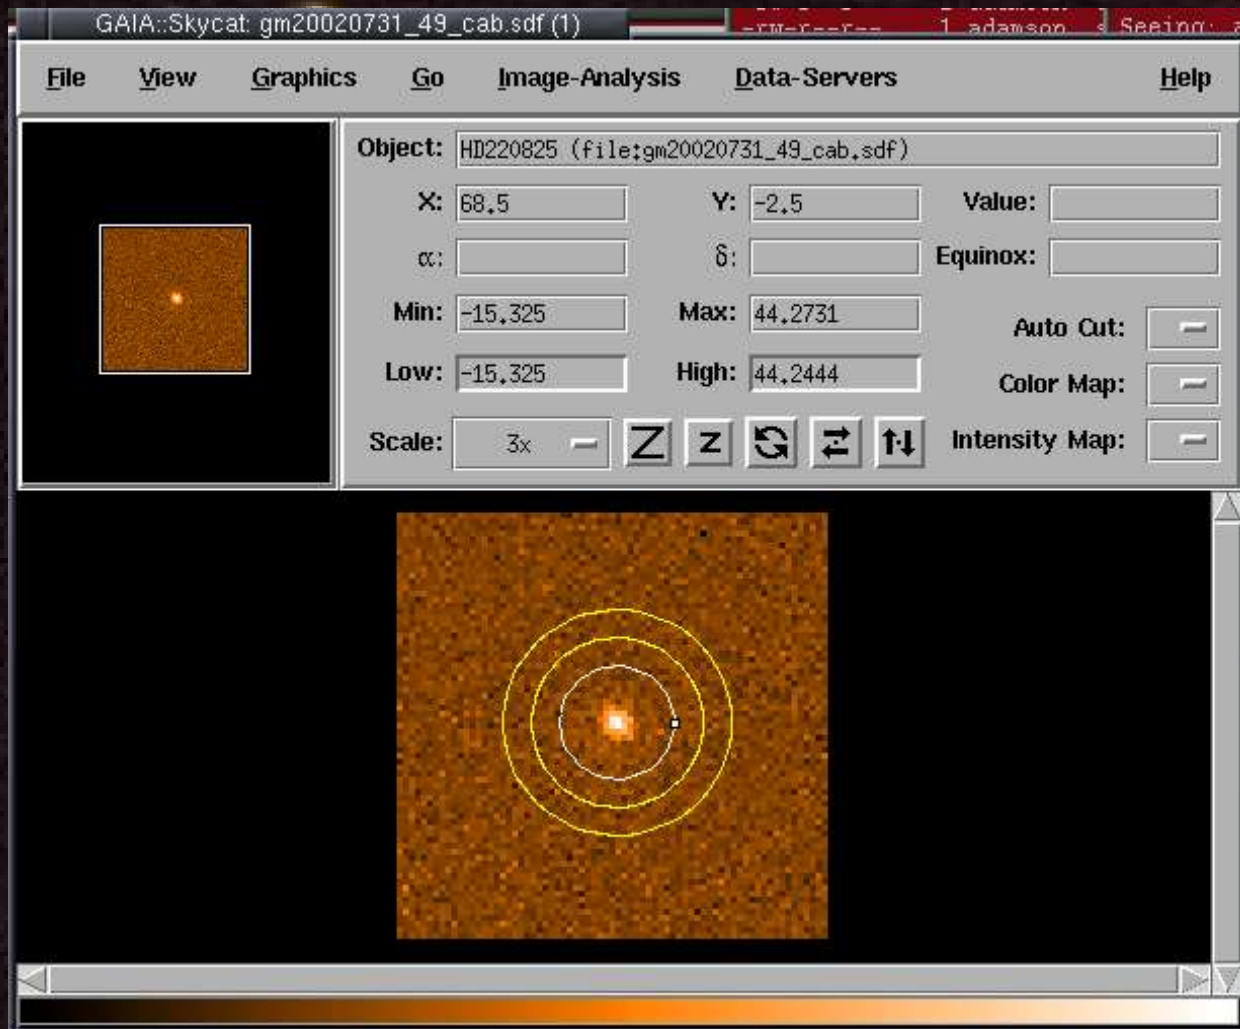 GAIA::Skycat: gm20020731_49_cab.sdf (1)
-rw-r--r-- 1 adamson
Seeing:
File View Graphics Go Image-Analysis Data-Servers Help
Object: HD220825 (file:gm20020731_49_cab.sdf)
X: 68.5 Y: -2.5 Value:
α: δ: Equinox:
Min: -15.325 Max: 44.2731
Auto Cut:
Low: -15.325 High: 44.2444
Color Map:
Scale: 3x Z z Intensity Map: